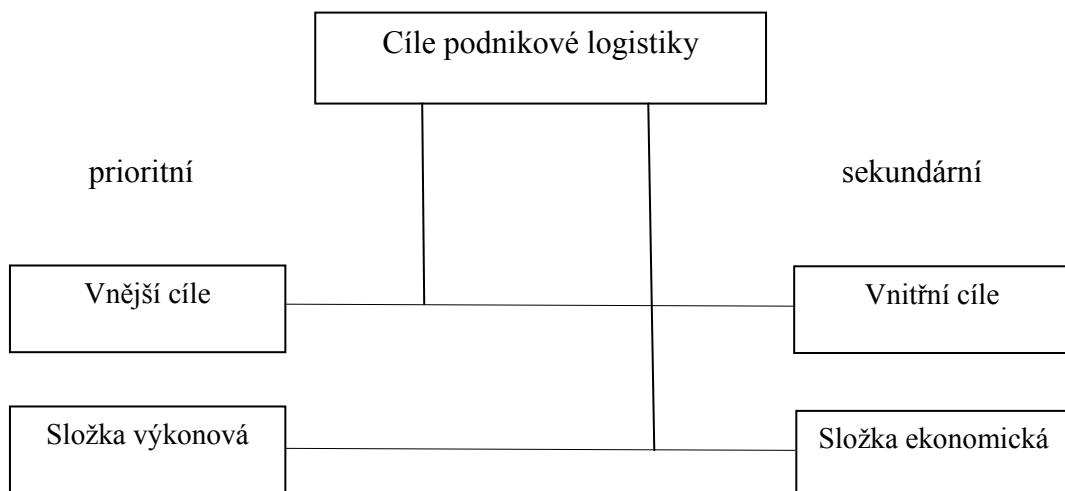 Cíle podnikové logistiky
prioritní
sekundární
Vnější cíle
Vnitřní cíle
Složka výkonová
Složka ekonomická